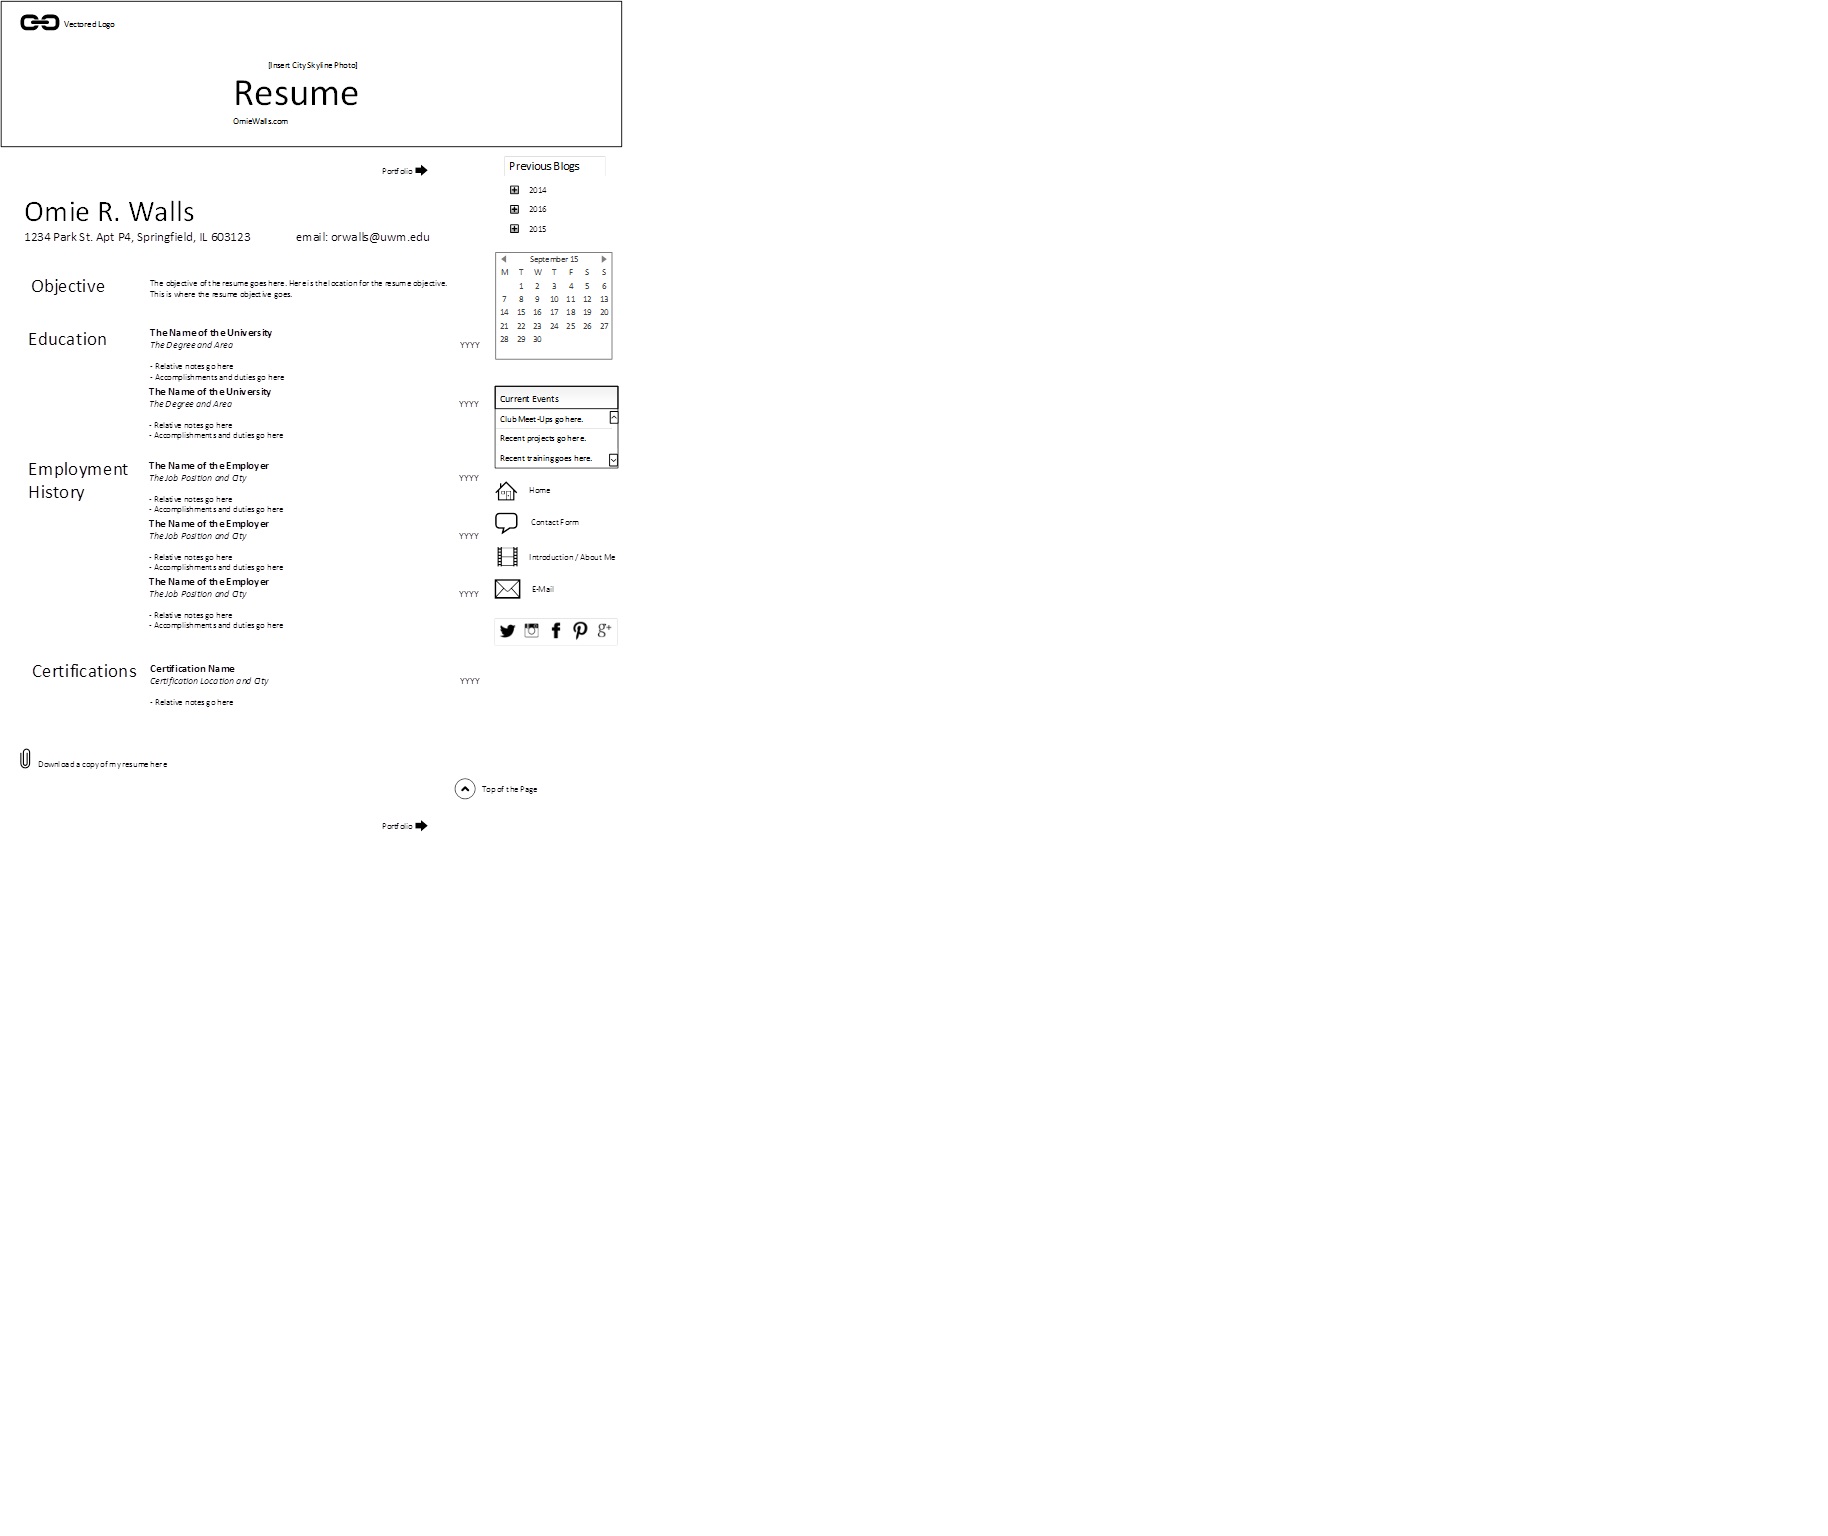 Vectored Logo
[Insert City Skyline Photo]
Resume
OmieWalls.com
Portfolio
Omie R. Walls
1234 Park St. Apt P4, Springfield, IL 603123 email: orwalls@uwm.edu
Objective
The objective of the resume goes here. Here is the location for the resume objective.
This is where the resume objective goes.
Education
The Name of the University
The Degree and Area YYYY
- Relative notes go here
- Accomplishments and duties go here
The Name of the University
The Degree and Area YYYY
- Relative notes go here
- Accomplishments and duties go here
Employment
History
The Name of the Employer
The Job Position and City YYYY
- Relative notes go here
- Accomplishments and duties go here
The Name of the Employer
The Job Position and City YYYY
- Relative notes go here
- Accomplishments and duties go here
The Name of the Employer
The Job Position and City YYYY
- Relative notes go here
- Accomplishments and duties go here
Certifications
Certification Name
Certification Location and City YYYY
- Relative notes go here
Download a copy of my resume here
Previous Blogs
2014
2016
2015
September 15
M T W T F S S
1 2 3 4 5 6
7 8 9 10 11 12 13
14 15 16 17 18 19 20
21 22 23 24 25 26 27
28 29 30
Current Events
Club Meet-Ups go here.
Recent projects go here.
Recent training goes here.
Home
Contact Form
Introduction / About Me
E-Mail
g+
Top of the Page
Portfolio